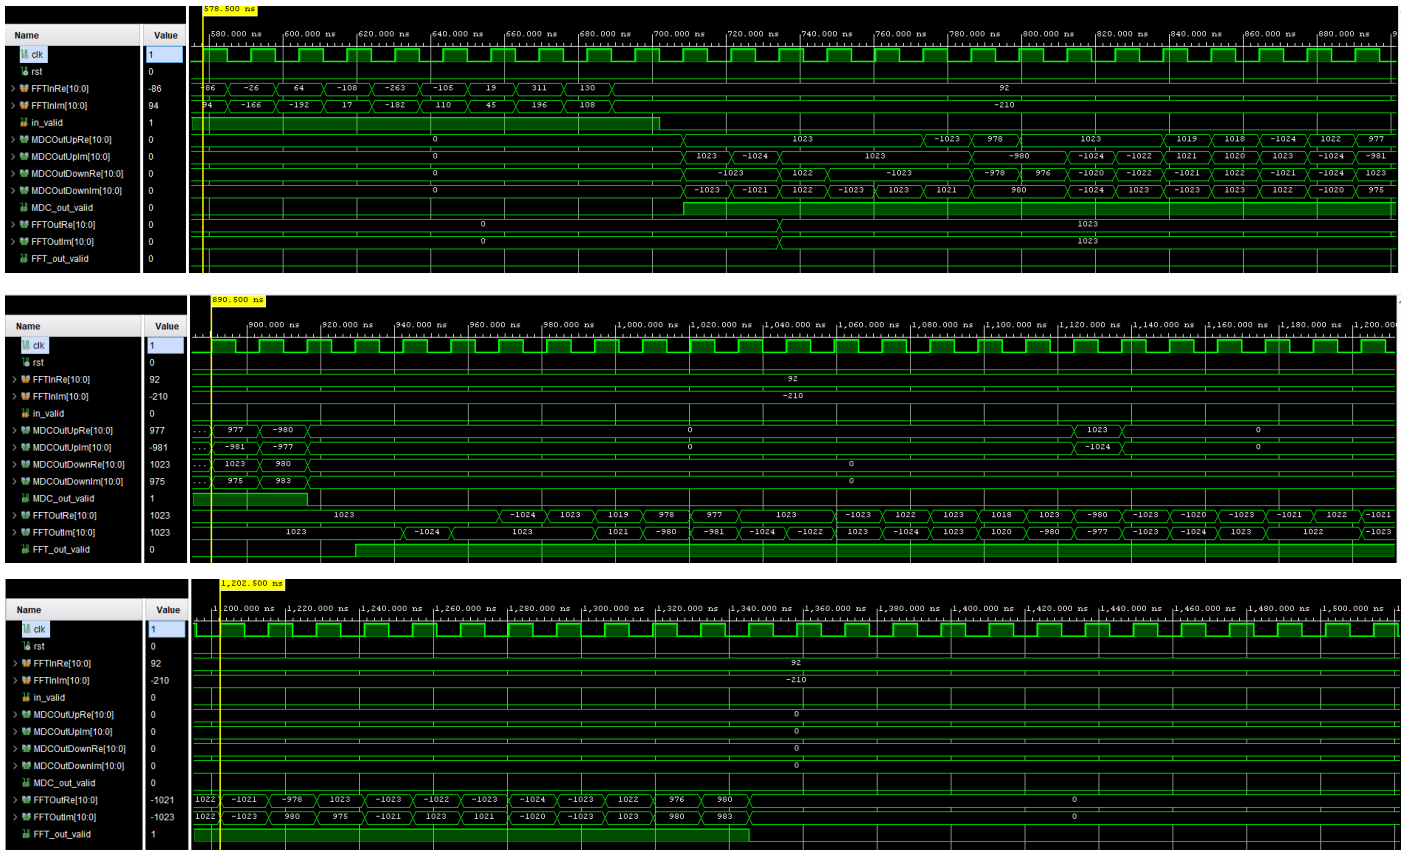 578.500 ns
Name Value 580.000 ns 600.000 ns 620.000 ns 640.000 ns 660.000 ns 680.000 ns 700.000 ns 720.000 ns 740.000 ns 760.000 ns 780.000 ns 800.000 ns 820.000 ns 840.000 ns 860.000 ns 880.000 ns 9
clk 1
rst 0
FFTInRe[10:0] -86 -86 -26 64 -108 -263 -105 19 311 130 92
FFTInIm[10:0] 94 94 -166 -192 17 -182 110 45 196 108 -210
in_valid 1
MDCOutUpRe[10:0] 0 0 1023 -1023 978 1023 1019 1018 -1024 1022 977
MDCOutUpIm[10:0] 0 0 1023 -1024 1023 -980 -1024 -1022 1021 1020 1023 -1024 -981
MDCOutDownRe[10:0] 0 0 -1023 1022 -1023 -978 976 -1020 -1022 -1021 1022 -1021 -1024 1023
MDCOutDownIm[10:0] 0 0 -1023 -1021 1022 -1023 1023 1021 980 -1024 1023 -1023 1023 1022 -1020 975
MDC_out_valid 0
FFTOutRe[10:0] 0 0 1023
FFTOutIm[10:0] 0 0 1023
FFT_out_valid 0
890.500 ns
Name Value 900.000 ns 920.000 ns 940.000 ns 960.000 ns 980.000 ns 1,000.000 ns 1,020.000 ns 1,040.000 ns 1,060.000 ns 1,080.000 ns 1,100.000 ns 1,120.000 ns 1,140.000 ns 1,160.000 ns 1,180.000 ns 1,200.00
clk 1
rst 0
FFTInRe[10:0] 92 92
FFTInIm[10:0] -210 -210
in_valid 0
MDCOutUpRe[10:0] 977 ... 977 -980 0 1023 0
MDCOutUpIm[10:0] -981 ... -981 -977 0 -1024 0
MDCOutDownRe[10:0] 1023 ... 1023 980 0
MDCOutDownIm[10:0] 975 ... 975 983 0
MDC_out_valid 1
FFTOutRe[10:0] 1023 1023 -1024 1023 1019 978 977 1023 -1023 1022 1023 1018 1023 -980 -1023 -1020 -1023 -1021 1022 -1021
FFTOutIm[10:0] 1023 1023 -1024 1023 1021 -980 -981 -1024 -1022 1023 -1024 1023 1020 -980 -977 -1023 -1024 1023 1022 -1023
FFT_out_valid 0
1,202.500 ns
Name Value 1,200.000 ns 1,220.000 ns 1,240.000 ns 1,260.000 ns 1,280.000 ns 1,300.000 ns 1,320.000 ns 1,340.000 ns 1,360.000 ns 1,380.000 ns 1,400.000 ns 1,420.000 ns 1,440.000 ns 1,460.000 ns 1,480.000 ns 1,500.000 ns 1
clk 1
rst 0
FFTInRe[10:0] 92 92
FFTInIm[10:0] -210 -210
in_valid 0
MDCOutUpRe[10:0] 0 0
MDCOutUpIm[10:0] 0 0
MDCOutDownRe[10:0] 0 0
MDCOutDownIm[10:0] 0 0
MDC_out_valid 0
FFTOutRe[10:0] -1021 1022 -1021 -978 1023 -1023 -1022 -1023 -1024 -1023 1022 976 980 0
FFTOutIm[10:0] -1023 1022 -1023 980 975 -1021 1023 1021 -1020 -1023 1023 980 983 0
FFT_out_valid 1